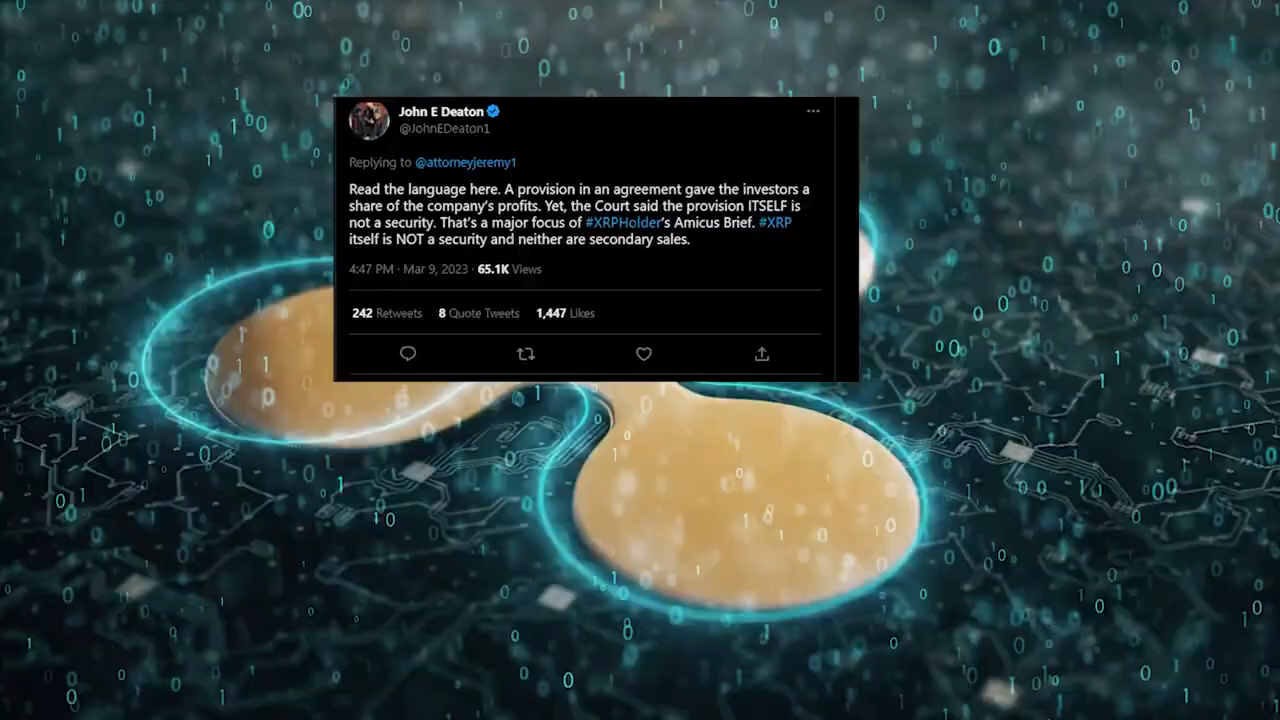 John E Deaton
@JohnEDeaton1
Replying to @attorneyjeremy1
Read the language here. A provision in an agreement gave the investors a
share of the company's profits. Yet, the Court said the provision ITSELF is
not a security. That's a major focus of #XRPHolder's Amicus Brief. #XRP
itself is NOT a security and neither are secondary sales.
4:47 PM · Mar 9, 2023 · 65.1K Views
242 Retweets 8 Quote Tweets 1,447 Likes